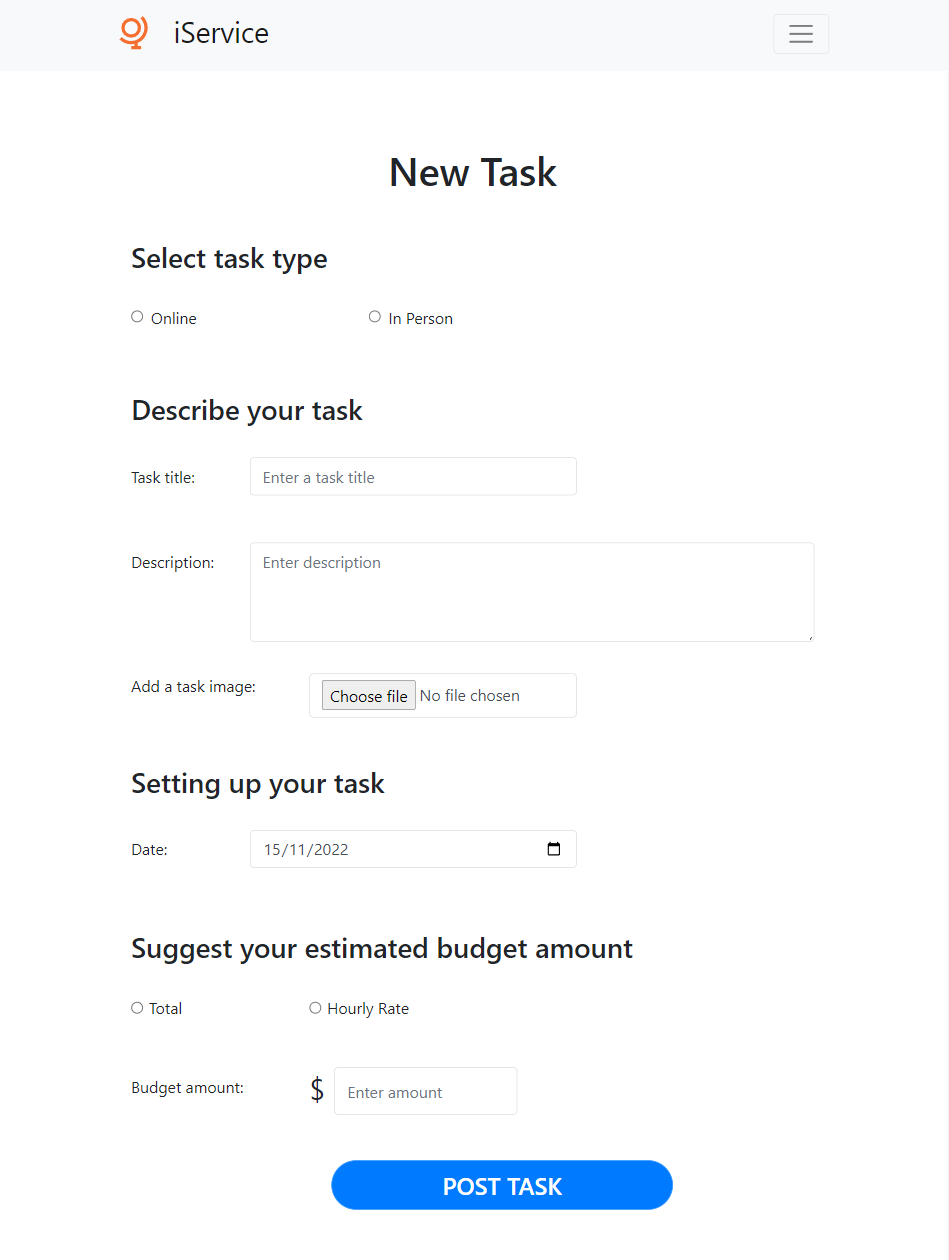 iService
New Task
Select task type
Online In Person
Describe your task
Task title: Enter a task title
Description: Enter description
Add a task image: Choose file No file chosen
Setting up your task
Date: 15/11/2022
Suggest your estimated budget amount
Total Hourly Rate
Budget amount: $ Enter amount
POST TASK